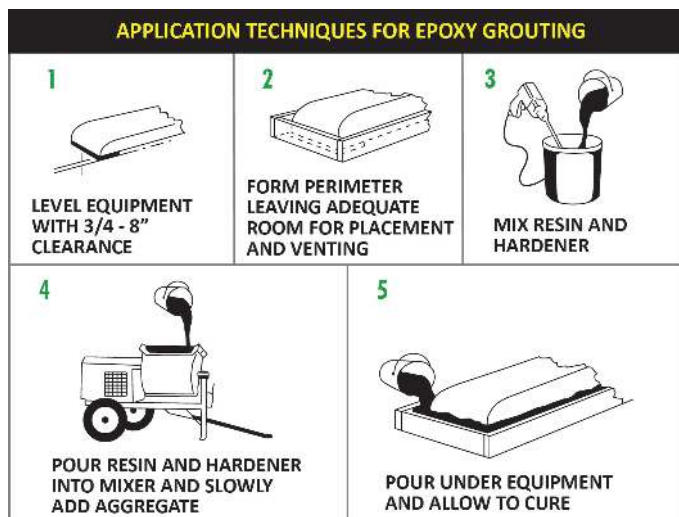 APPLICATION TECHNIQUES FOR EPOXY GROUTING
1
LEVEL EQUIPMENT
WITH 3/4 - 8”
CLEARANCE
2
FORM PERIMETER
LEAVING ADEQUATE
ROOM FOR PLACEMENT
AND VENTING
3
MIX RESIN AND
HARDENER
4
POUR RESIN AND HARDENER
INTO MIXER AND SLOWLY
ADD AGGREGATE
5
POUR UNDER EQUIPMENT
AND ALLOW TO CURE